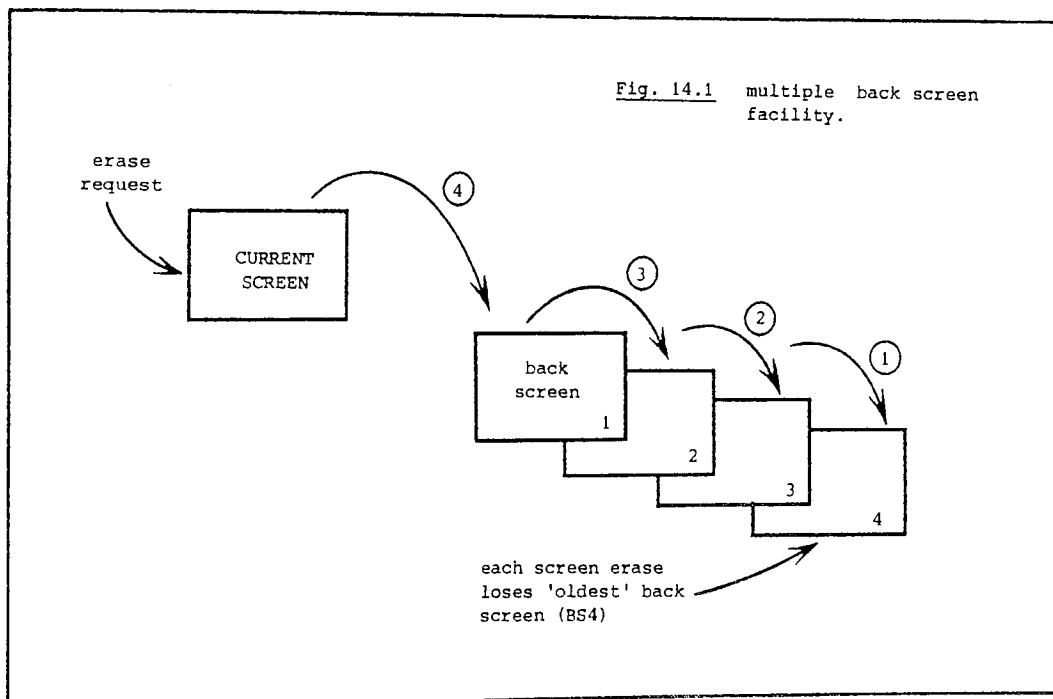 Fig. 14.1 multiple back screen
facility.
erase
request
4
CURRENT
SCREEN
3
2
1
back
screen
1
2
3
4
each screen erase
loses 'oldest' back
screen (BS4)